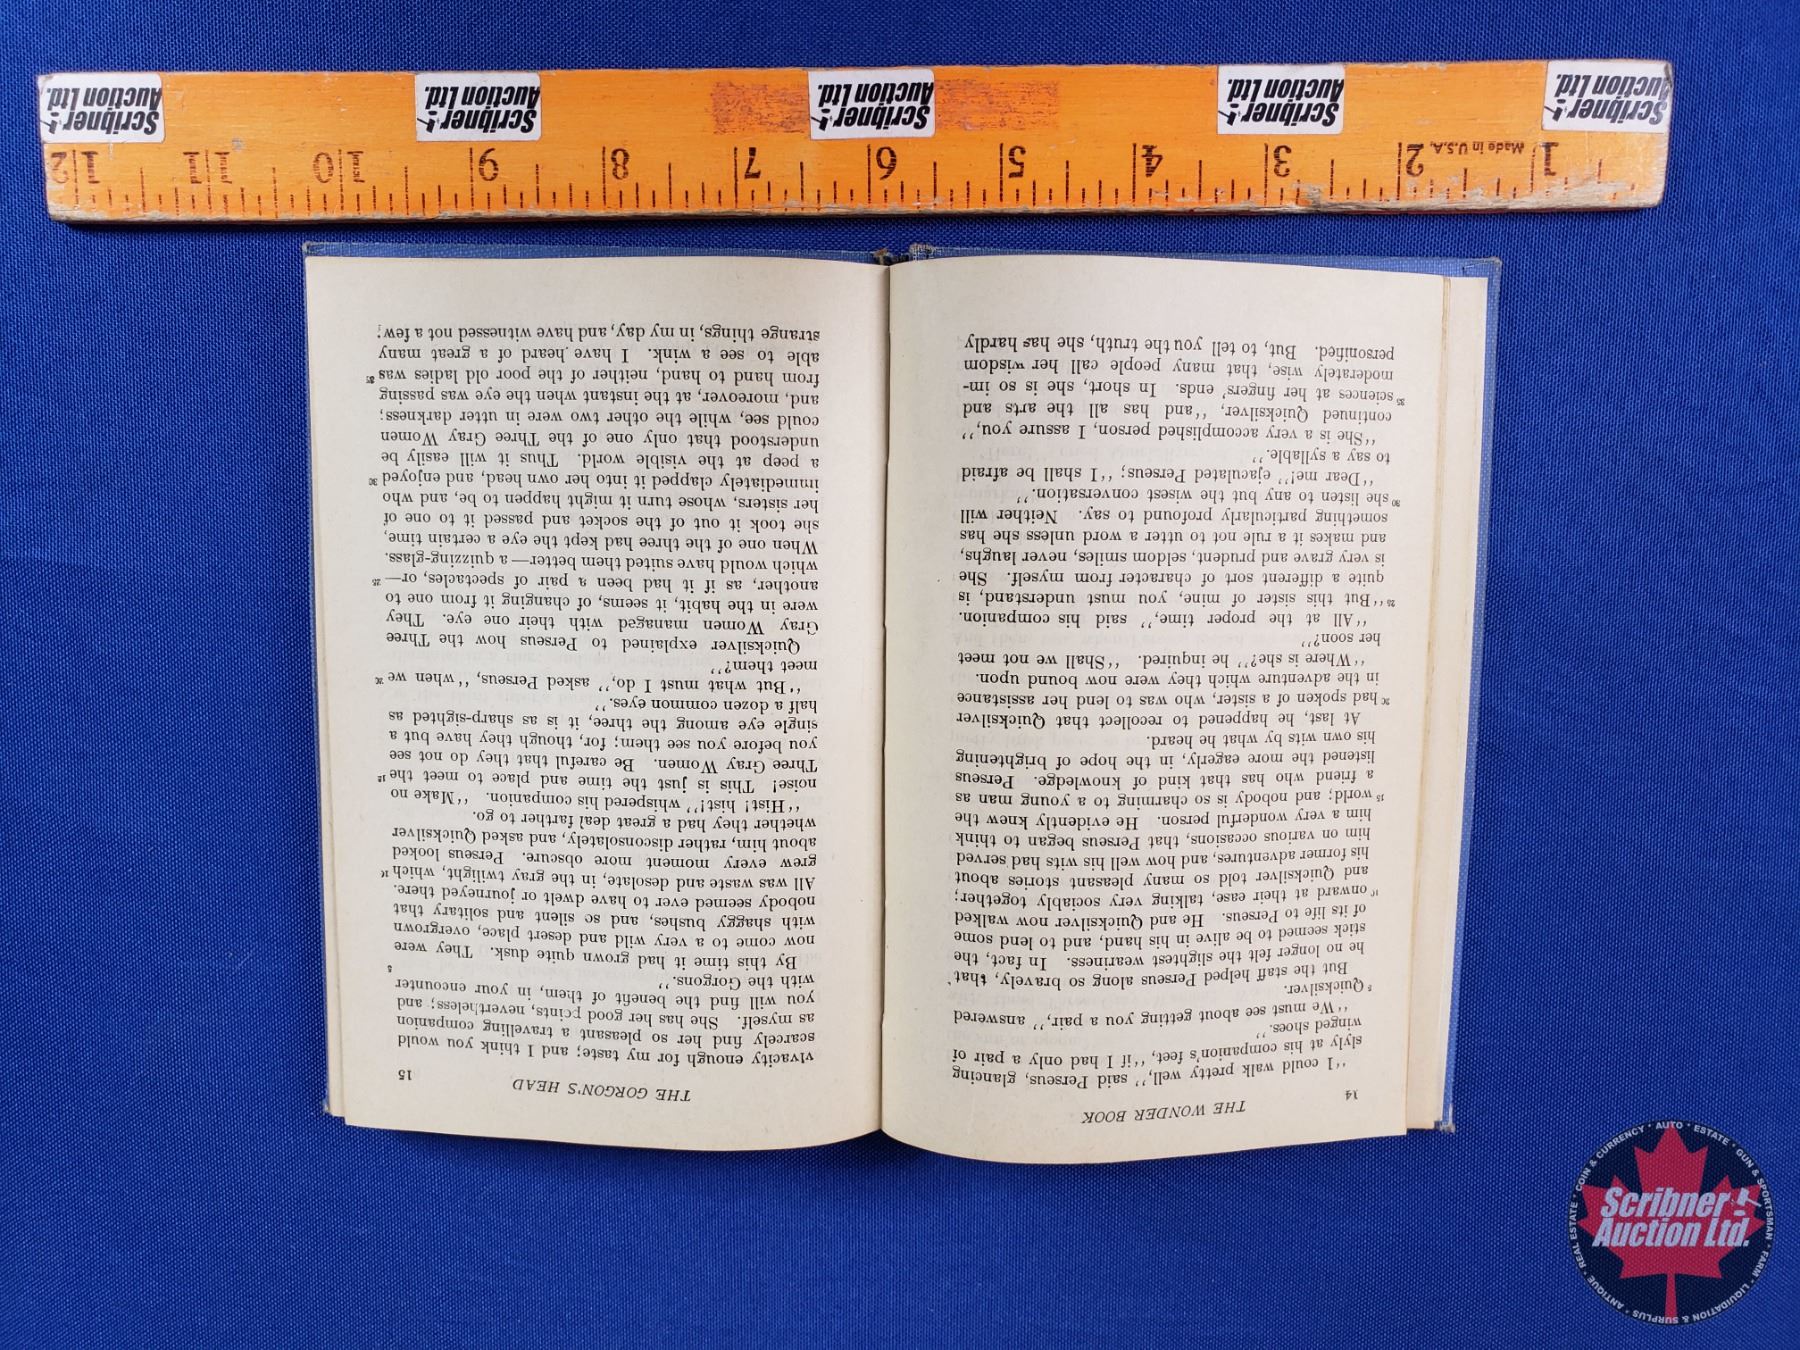 14
THE WONDER BOOK
"I could walk pretty well," said Perseus, glancing
slyly at his companion's feet, "if I had only a pair of
winged shoes."
"We must see about getting you a pair," answered
5 Quicksilver.
But the staff helped Perseus along so bravely, that
he no longer felt the slightest weariness. In fact, the
stick seemed to be alive in his hand, and to lend some
of its life to Perseus. He and Quicksilver now walked
10 onward at their ease, talking very sociably together;
and Quicksilver told so many pleasant stories about
his former adventures, and how well his wits had served
him on various occasions, that Perseus began to think
him a very wonderful person. He evidently knew the
15 world; and nobody is so charming to a young man as
a friend who has that kind of knowledge. Perseus
listened the more eagerly, in the hope of brightening
his own wits by what he heard.
At last, he happened to recollect that Quicksilver
20 had spoken of a sister, who was to lend her assistance
in the adventure which they were now bound upon.
"Where is she?" he inquired. "Shall we not meet
her soon?"
"All at the proper time," said his companion.
25 "But this sister of mine, you must understand, is
quite a different sort of character from myself. She
is very grave and prudent, seldom smiles, never laughs,
and makes it a rule not to utter a word unless she has
something particularly profound to say. Neither will
30 she listen to any but the wisest conversation."
"Dear me!" ejaculated Perseus; "I shall be afraid
to say a syllable."
"She is a very accomplished person, I assure you,"
continued Quicksilver, "and has all the arts and
35 sciences at her fingers' ends. In short, she is so im-
moderately wise, that many people call her wisdom
personified. But, to tell you the truth, she has hardly
THE GORGON'S HEAD
15
vivacity enough for my taste; and I think you would
scarcely find her so pleasant a travelling companion
as myself. She has her good points, nevertheless; and
you will find the benefit of them, in your encounter
with the Gorgons." 5
By this time it had grown quite dusk. They were
now come to a very wild and desert place, overgrown
with shaggy bushes, and so silent and solitary that
nobody seemed ever to have dwelt or journeyed there.
All was waste and desolate, in the gray twilight, which 10
grew every moment more obscure. Perseus looked
about him, rather disconsolately, and asked Quicksilver
whether they had a great deal farther to go.
"Hist! hist!" whispered his companion. "Make no
noise! This is just the time and place to meet the 15
Three Gray Women. Be careful that they do not see
you before you see them; for, though they have but a
single eye among the three, it is as sharp-sighted as
half a dozen common eyes."
"But what must I do," asked Perseus, "when we 20
meet them?"
Quicksilver explained to Perseus how the Three
Gray Women managed with their one eye. They
were in the habit, it seems, of changing it from one to
another, as if it had been a pair of spectacles, or— 25
which would have suited them better—a quizzing-glass.
When one of the three had kept the eye a certain time,
she took it out of the socket and passed it to one of
her sisters, whose turn it might happen to be, and who
immediately clapped it into her own head, and enjoyed 30
a peep at the visible world. Thus it will easily be
understood that only one of the Three Gray Women
could see, while the other two were in utter darkness;
and, moreover, at the instant when the eye was passing
from hand to hand, neither of the poor old ladies was 35
able to see a wink. I have heard of a great many
strange things, in my day, and have witnessed not a few;
Scribner
Auction Ltd.
Scribner
Auction Ltd.
Scribner
Auction Ltd.
Scribner
Auction Ltd.
Scribner
Auction Ltd.
1 2 3 4 5 6 7 8 9 10 11 12
Made in U.S.A.
COIN & CURRENCY * AUTO * ESTATE * GUN & SPORTSMAN * FARM * LIQUIDATION & SURPLUS * ANTIQUE * REAL ESTATE *
Scribner
Auction Ltd.